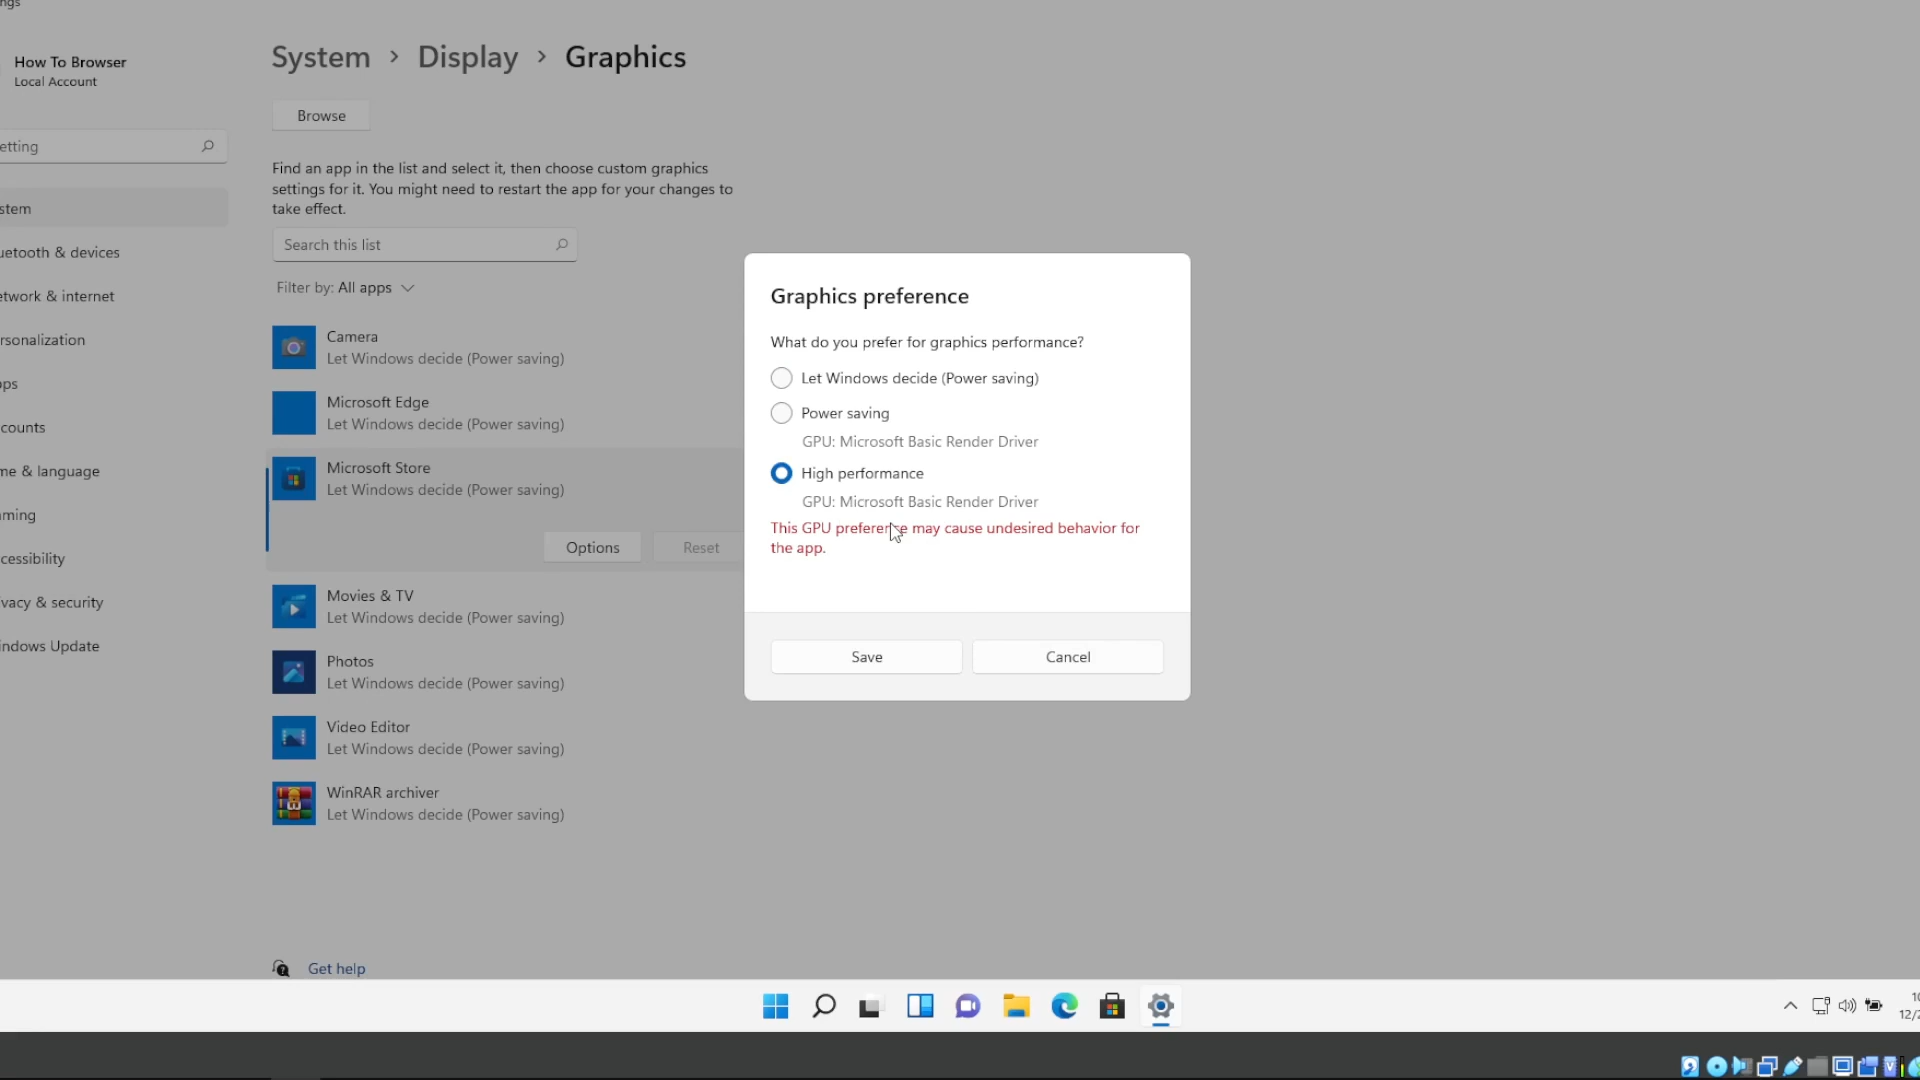 ngs
How To Browser
Local Account
etting
stem
uetooth & devices
etwork & internet
rsonalization
ps
counts
me & language
ming
cessibility
vacy & security
indows Update
System > Display > Graphics
Browse
Find an app in the list and select it, then choose custom graphics
settings for it. You might need to restart the app for your changes to
take effect.
Search this list
Filter by: All apps
Camera
Let Windows decide (Power saving)
Microsoft Edge
Let Windows decide (Power saving)
Microsoft Store
Let Windows decide (Power saving)
Options
Reset
Movies & TV
Let Windows decide (Power saving)
Photos
Let Windows decide (Power saving)
Video Editor
Let Windows decide (Power saving)
WinRAR archiver
Let Windows decide (Power saving)
Get help
Graphics preference
What do you prefer for graphics performance?
Let Windows decide (Power saving)
Power saving
GPU: Microsoft Basic Render Driver
High performance
GPU: Microsoft Basic Render Driver
This GPU preference may cause undesired behavior for
the app.
Save
Cancel
10
12/2